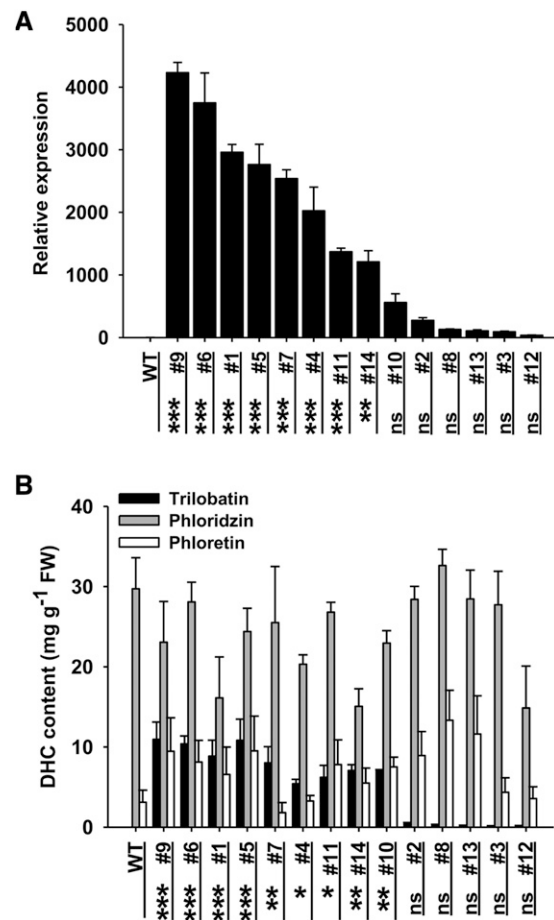 A
Relative expression
5000
4000
3000
2000
1000
0
WT
*** #9
*** #6
*** #1
*** #5
*** #7
*** #4
*** #11
** #14
ns #10
ns #2
ns #8
ns #13
ns #3
ns #12
B
Trilobatin
Phloridzin
Phloretin
DHC content (mg g-1 FW)
40
30
20
10
0
WT
*** #9
*** #6
*** #1
*** #5
** #7
* #4
* #11
** #14
** #10
ns #2
ns #8
ns #13
ns #3
ns #12